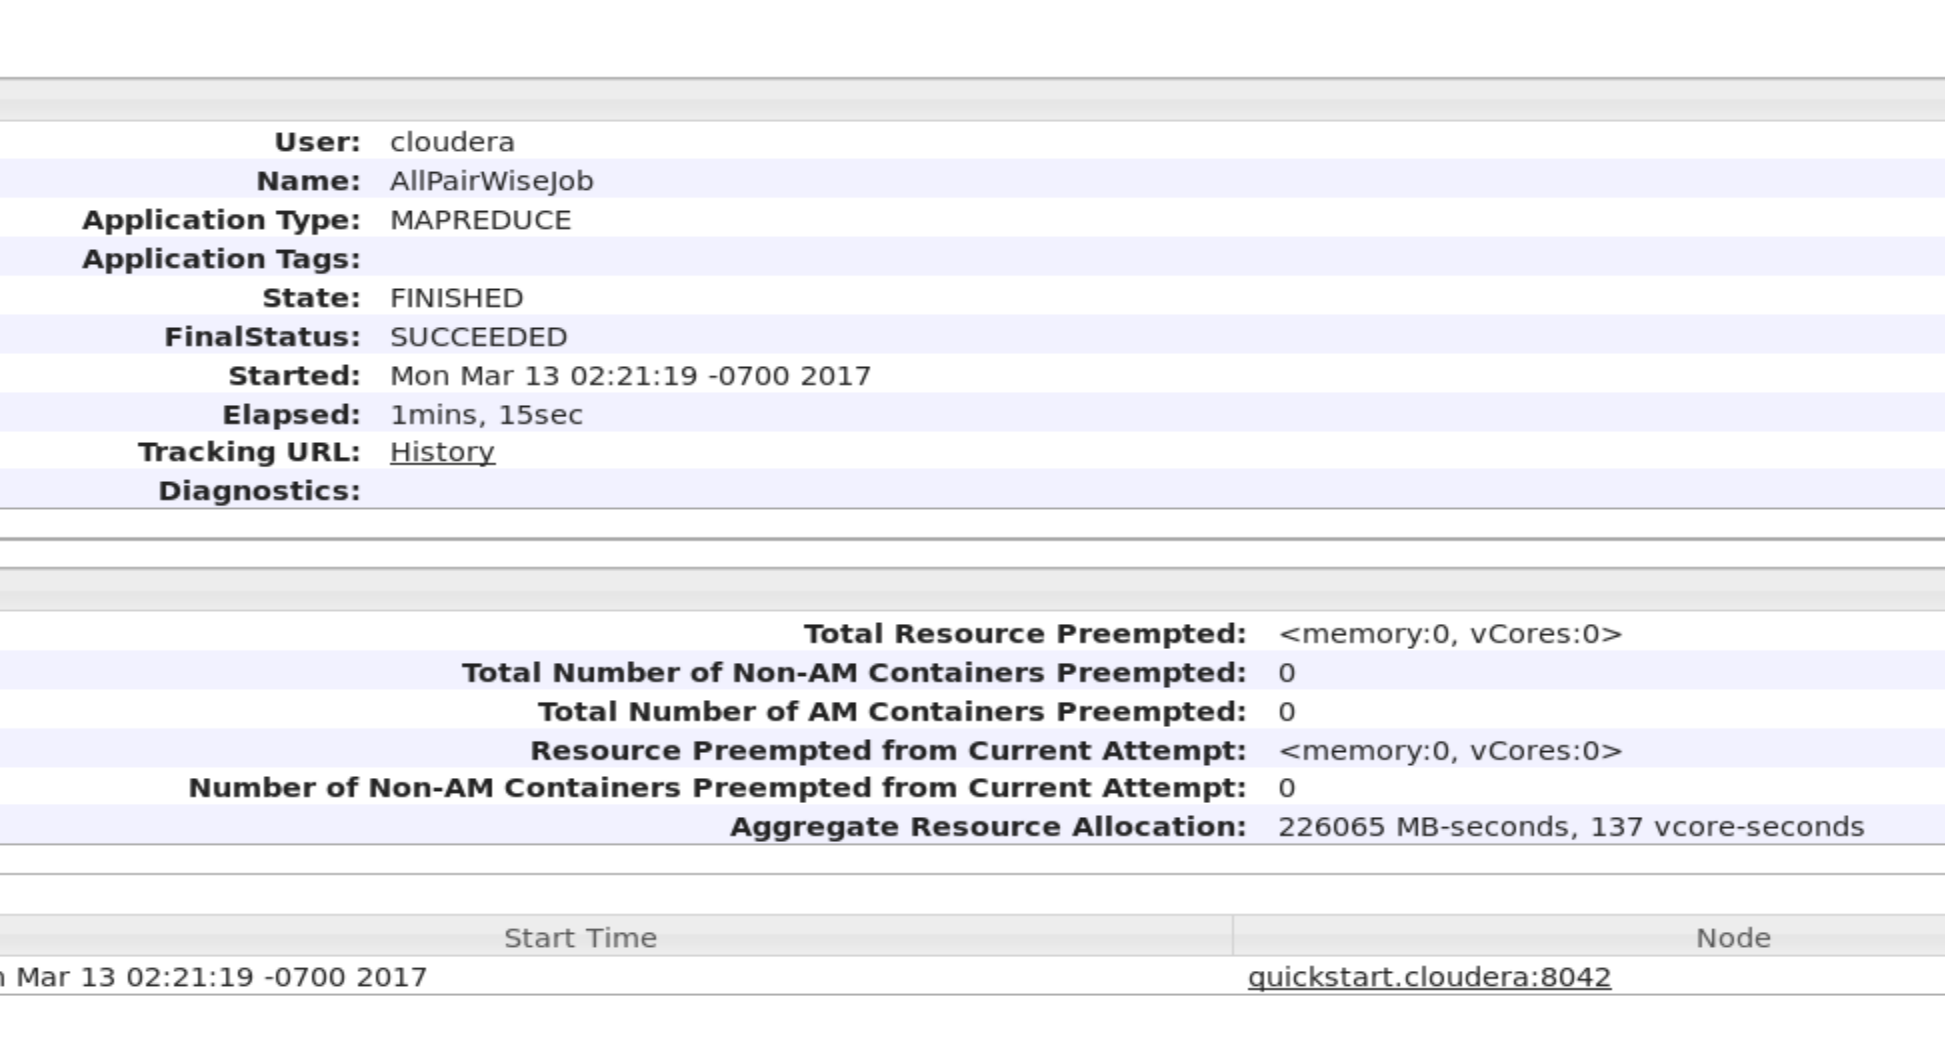 User: cloudera
Name: AllPairWiseJob
Application Type: MAPREDUCE
Application Tags:
State: FINISHED
FinalStatus: SUCCEEDED
Started: Mon Mar 13 02:21:19 -0700 2017
Elapsed: 1mins, 15sec
Tracking URL: History
Diagnostics:
Total Resource Preempted: <memory:0, vCores:0>
Total Number of Non-AM Containers Preempted: 0
Total Number of AM Containers Preempted: 0
Resource Preempted from Current Attempt: <memory:0, vCores:0>
Number of Non-AM Containers Preempted from Current Attempt: 0
Aggregate Resource Allocation: 226065 MB-seconds, 137 vcore-seconds
Start Time Node
Mar 13 02:21:19 -0700 2017 quickstart.cloudera:8042